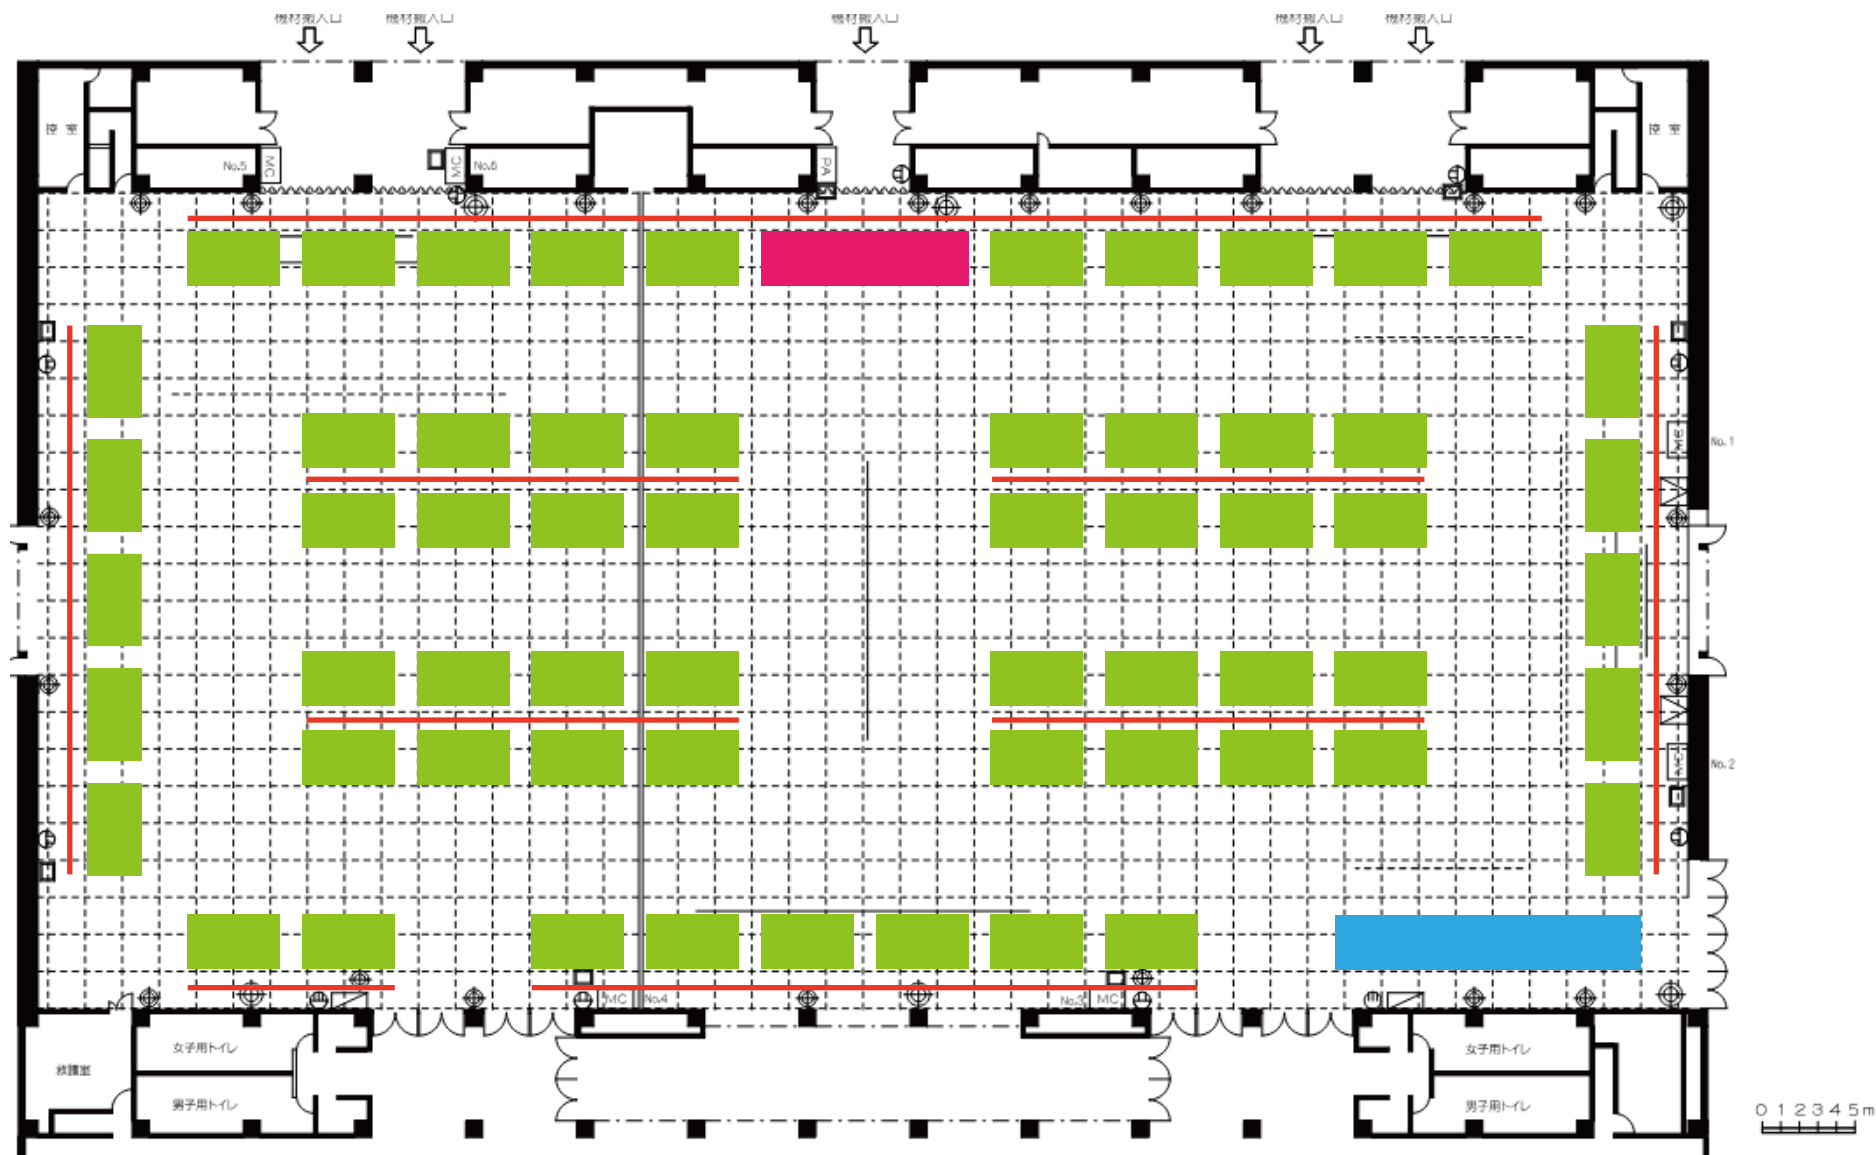 機材搬入口
機材搬入口
機材搬入口
機材搬入口
機材搬入口
控 室
No.5
MC
MC
No.6
PA
控 室
MC
No.1
MC
No.2
MC
No.4
No.3
MC
救護室
女子用トイレ
男子用トイレ
女子用トイレ
男子用トイレ
0 1 2 3 4 5m